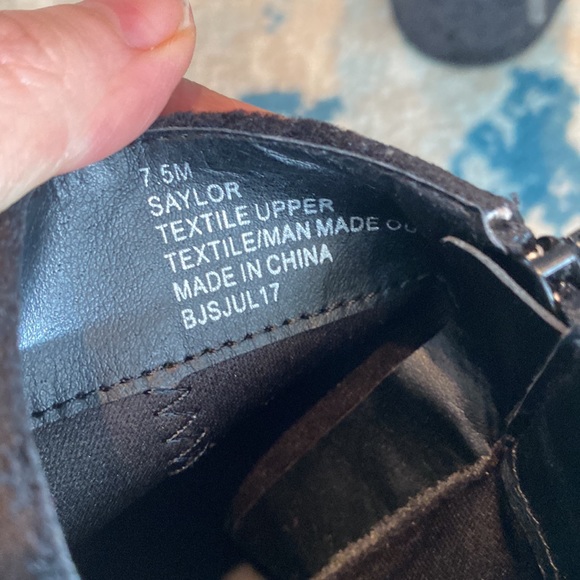 7.5M
SAYLOR
TEXTILE UPPER
TEXTILE/MAN MADE
MADE IN CHINA
BJSJUL17